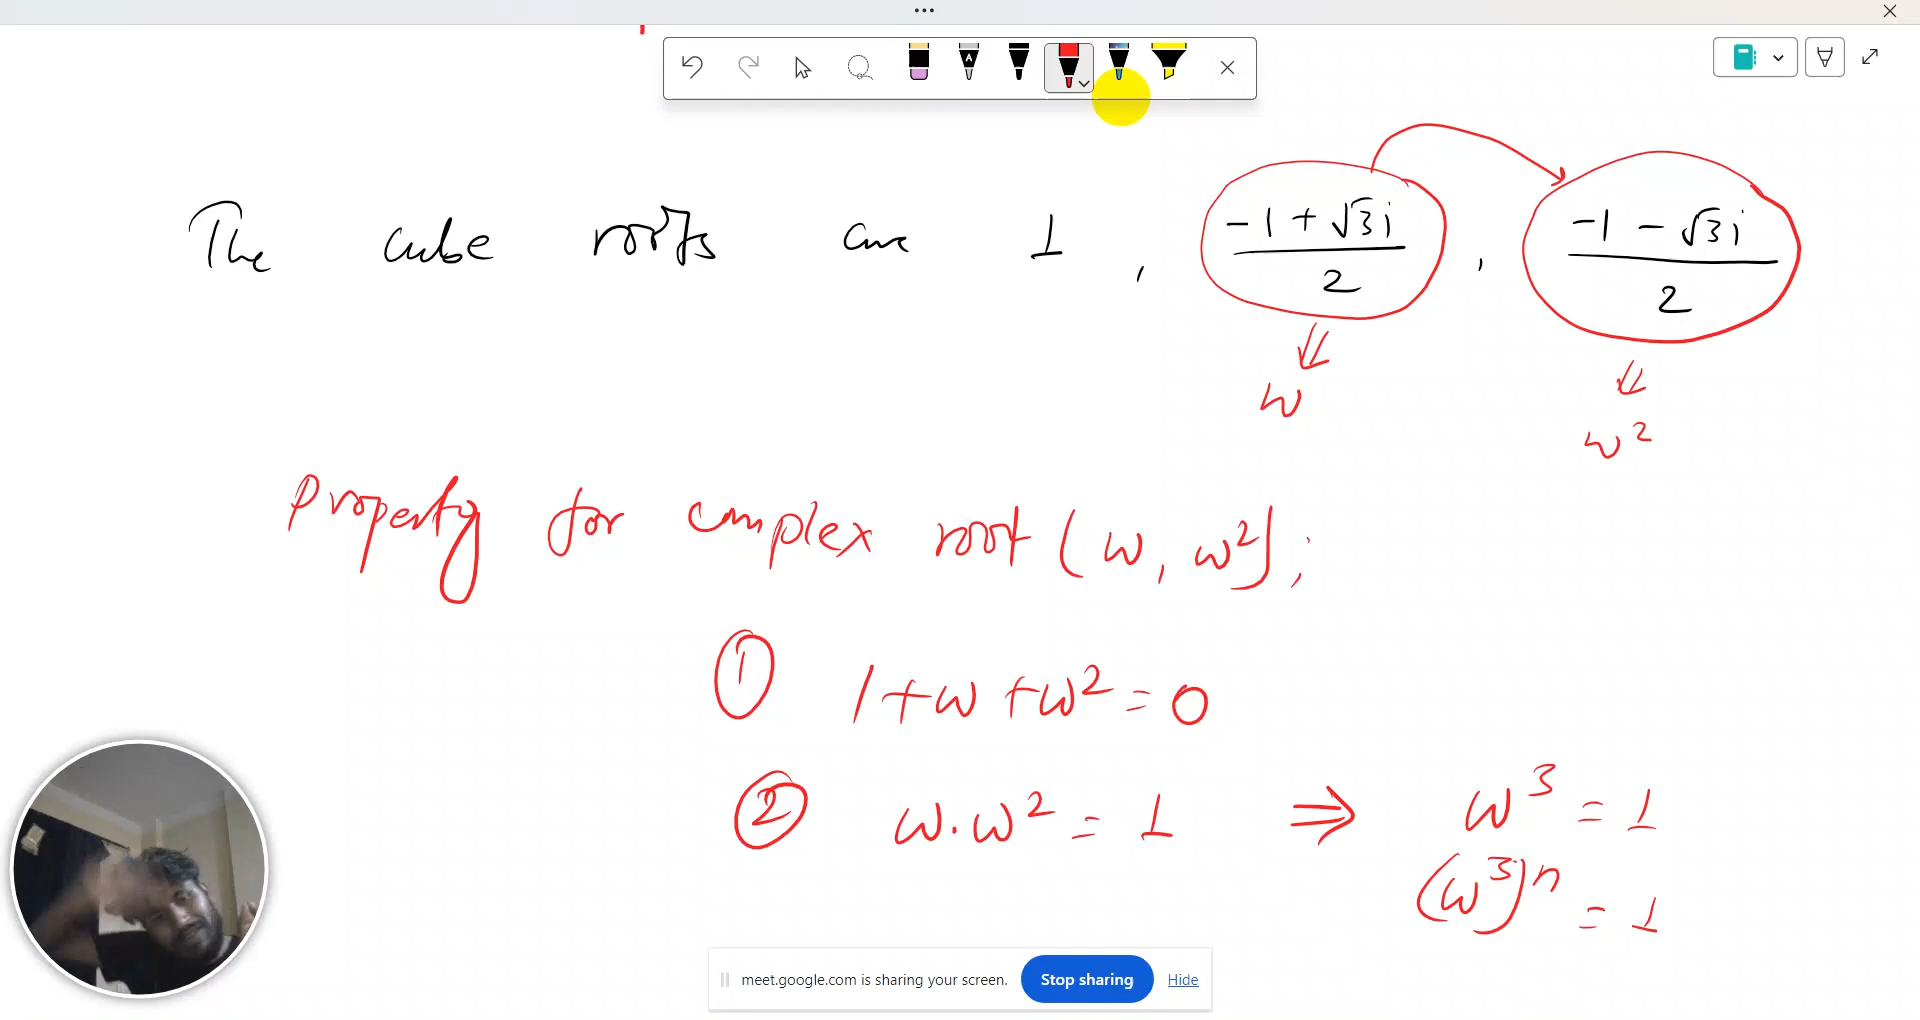 The cube roots are 1, (-1 + √3i)/2, (-1 - √3i)/2
w
w²
Property for complex root (w, w²);
① 1 + w + w² = 0
② w · w² = 1 ⇒ w³ = 1
(w³)ⁿ = 1
meet.google.com is sharing your screen. Stop sharing Hide